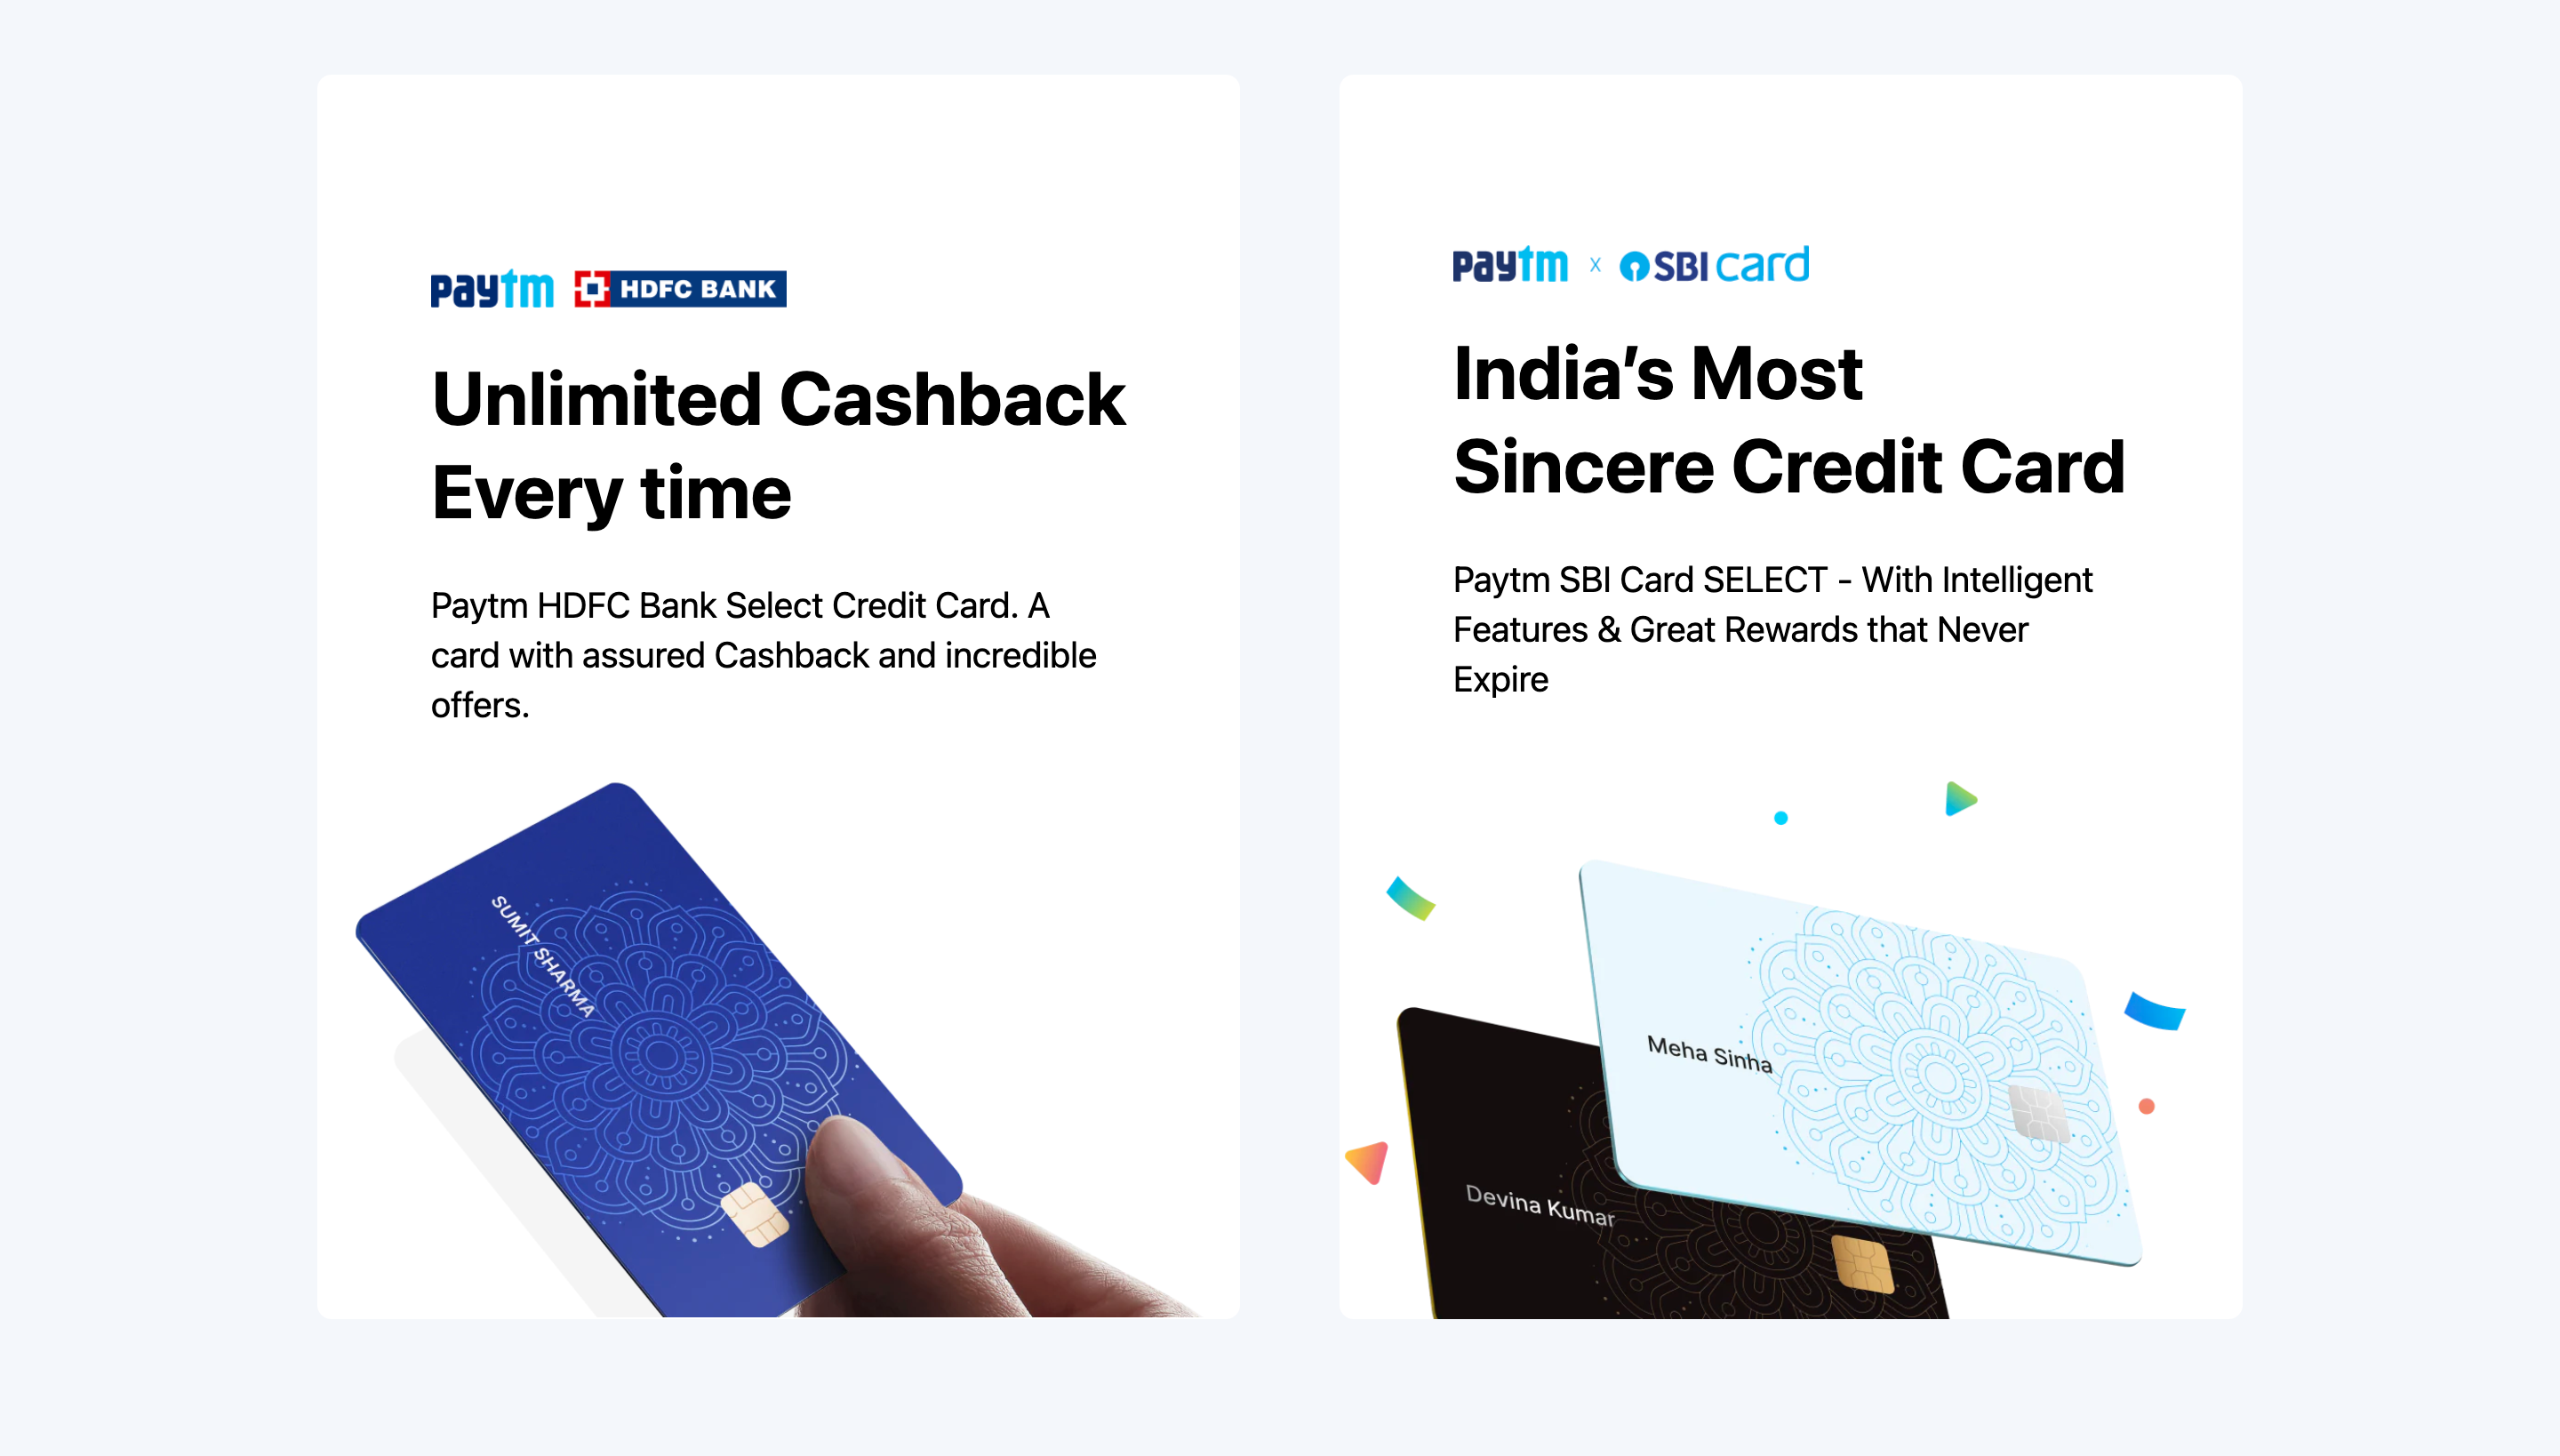 paytm HDFC BANK
Unlimited Cashback
Every time
Paytm HDFC Bank Select Credit Card. A
card with assured Cashback and incredible
offers.
SUMIT SHARMA
paytm x SBI card
India’s Most
Sincere Credit Card
Paytm SBI Card SELECT - With Intelligent
Features & Great Rewards that Never
Expire
Meha Sinha
Devina Kumar